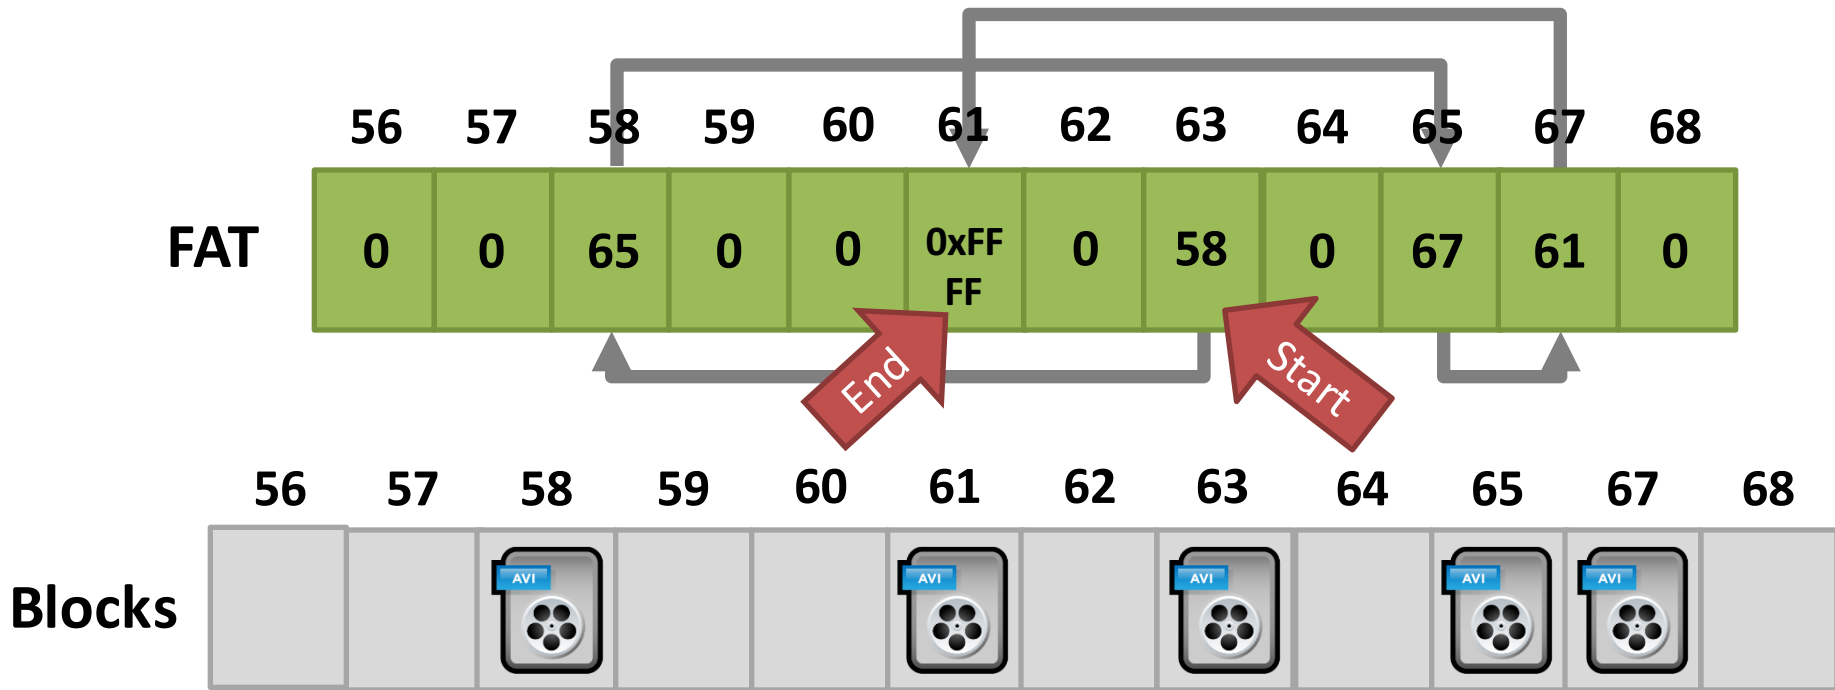 56 57 58 59 60 61 62 63 64 65 67 68
FAT 0 0 65 0 0 0xFF 0 58 0 67 61 0
FF
End
Start
56 57 58 59 60 61 62 63 64 65 67 68
AVI AVI AVI AVI AVI
Blocks